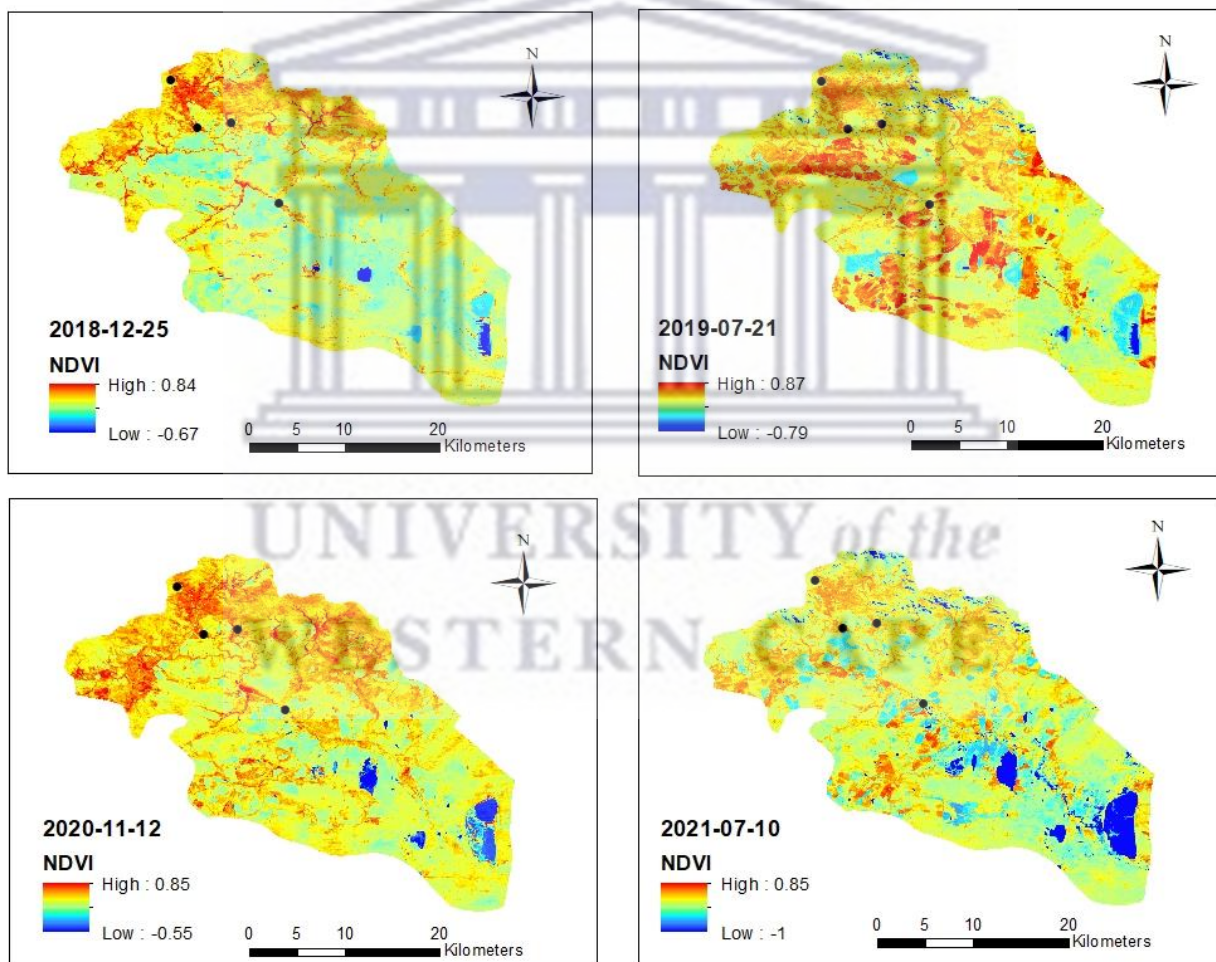 N
2018-12-25
NDVI
High : 0.84
Low : -0.67
0 5 10 20
Kilometers
N
2019-07-21
NDVI
High : 0.87
Low : -0.79
0 5 10 20
Kilometers
UNIVERSITY of the
WESTERN CAPE
N
2020-11-12
NDVI
High : 0.85
Low : -0.55
0 5 10 20
Kilometers
N
2021-07-10
NDVI
High : 0.85
Low : -1
0 5 10 20
Kilometers